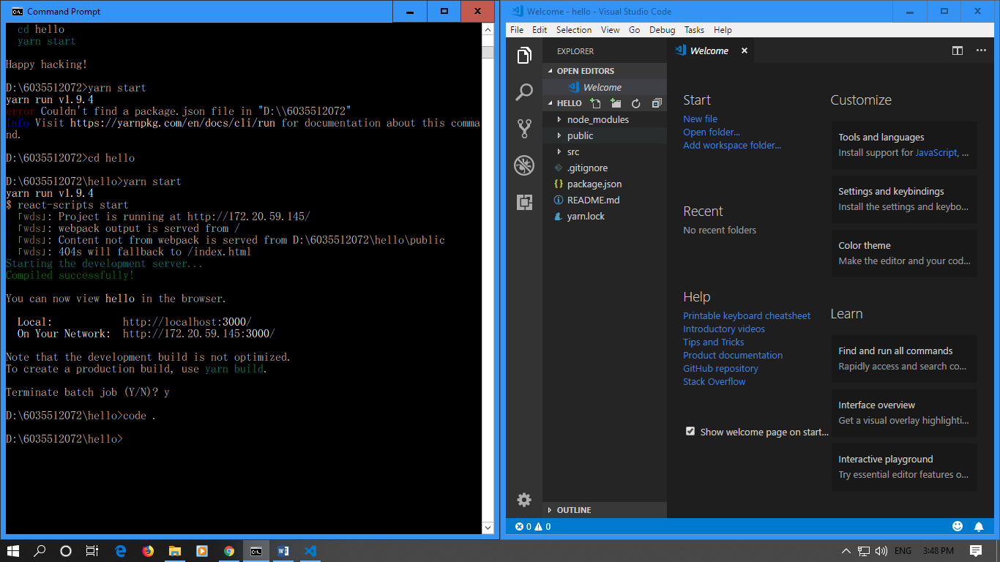 Command Prompt
cd hello
yarn start
Happy hacking!
D:\6035512072>yarn start
yarn run v1.9.4
error Couldn't find a package.json file in "D:\\6035512072"
info Visit https://yarnpkg.com/en/docs/cli/run for documentation about this comma
nd.
D:\6035512072>cd hello
D:\6035512072\hello>yarn start
yarn run v1.9.4
$ react-scripts start
｢wds｣: Project is running at http://172.20.59.145/
｢wds｣: webpack output is served from /
｢wds｣: Content not from webpack is served from D:\6035512072\hello\public
｢wds｣: 404s will fallback to /index.html
Starting the development server...
Compiled successfully!
You can now view hello in the browser.
Local: http://localhost:3000/
On Your Network: http://172.20.59.145:3000/
Note that the development build is not optimized.
To create a production build, use yarn build.
Terminate batch job (Y/N)? y
D:\6035512072\hello>code .
D:\6035512072\hello>
Welcome - hello - Visual Studio Code
File Edit Selection View Go Debug Tasks Help
EXPLORER
OPEN EDITORS
Welcome
HELLO
node_modules
public
src
.gitignore
package.json
README.md
yarn.lock
OUTLINE
Welcome
Start
New file
Open folder...
Add workspace folder...
Recent
No recent folders
Help
Printable keyboard cheatsheet
Introductory videos
Tips and Tricks
Product documentation
GitHub repository
Stack Overflow
Show welcome page on start...
Customize
Tools and languages
Install support for JavaScript, ...
Settings and keybindings
Install the settings and keybo...
Color theme
Make the editor and your cod...
Learn
Find and run all commands
Rapidly access and search co...
Interface overview
Get a visual overlay highlighti...
Interactive playground
Try essential editor features o...
0 0
ENG 3:48 PM